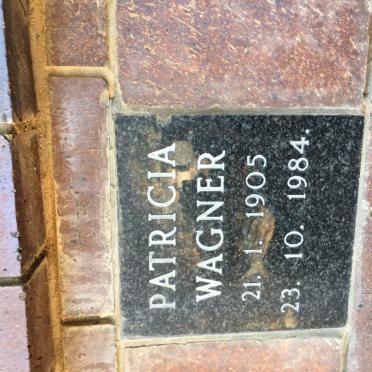 PATRICIA
WAGNER
21. 1. 1905
23. 10. 1984.